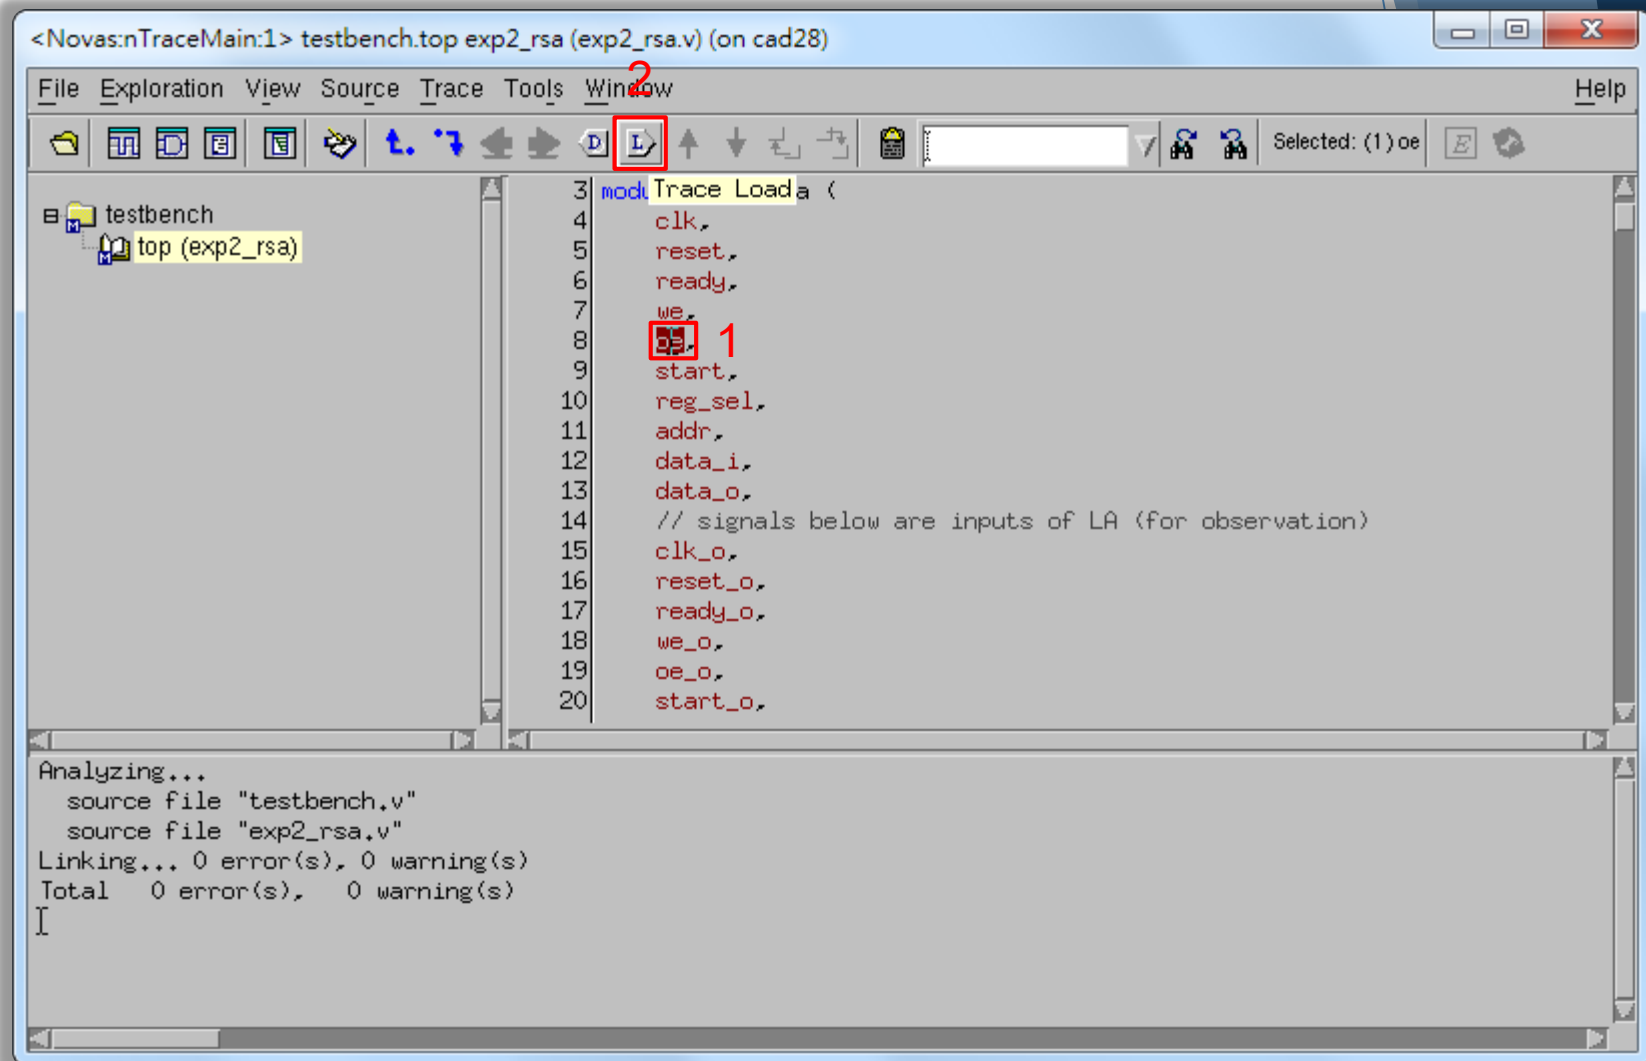 <Novas:nTraceMain:1> testbench.top exp2_rsa (exp2_rsa.v) (on cad28)
File Exploration View Source Trace Tools Window Help
2
D L Selected: (1) oe E
Trace Load
testbench
top (exp2_rsa)
3 modu a (
4 clk,
5 reset,
6 ready,
7 we,
8 oe, 1
9 start,
10 reg_sel,
11 addr,
12 data_i,
13 data_o,
14 // signals below are inputs of LA (for observation)
15 clk_o,
16 reset_o,
17 ready_o,
18 we_o,
19 oe_o,
20 start_o,
Analyzing...
source file "testbench.v"
source file "exp2_rsa.v"
Linking... 0 error(s), 0 warning(s)
Total 0 error(s), 0 warning(s)